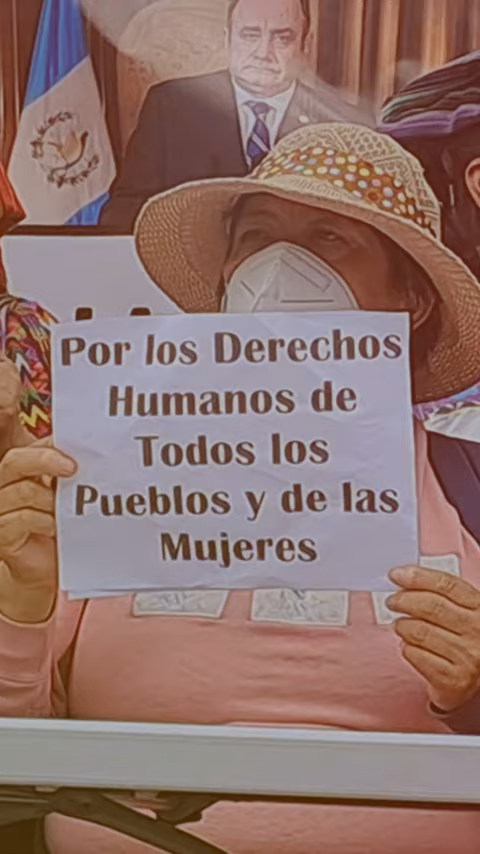 Por los Derechos
Humanos de
Todos los
Pueblos y de las
Mujeres